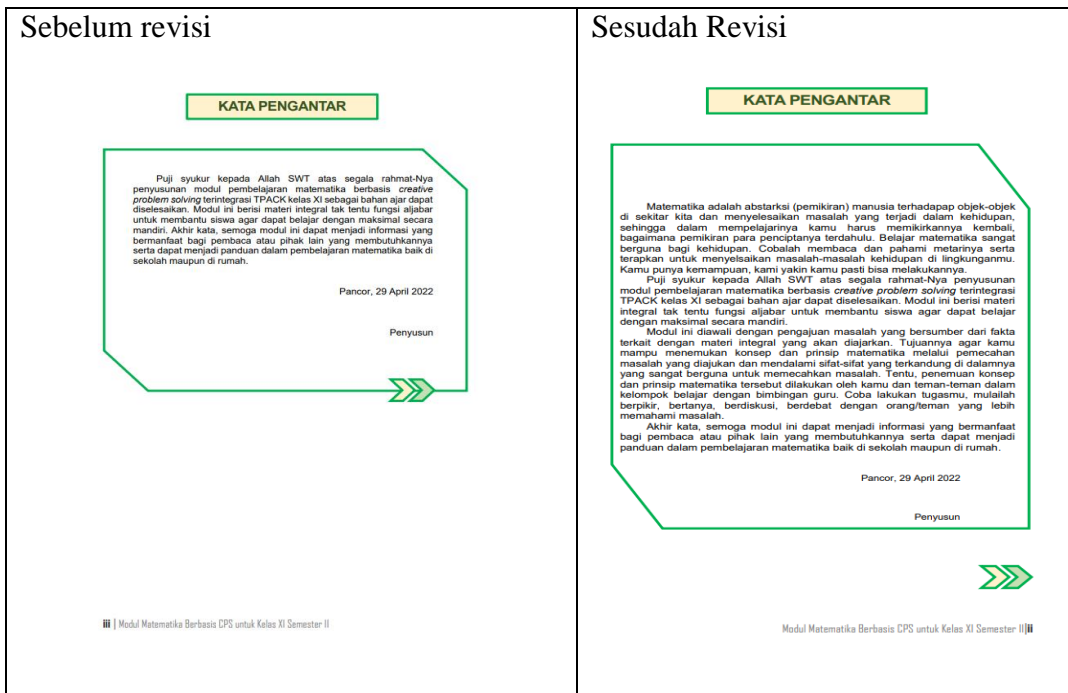 Sebelum revisi
KATA PENGANTAR
Puji syukur kepada Allah SWT atas segala rahmat-Nya
penyusunan modul pembelajaran matematika berbasis creative
problem solving terintegrasi TPACK kelas XI sebagai bahan ajar dapat
diselesaikan. Modul ini berisi materi integral tak tentu fungsi aljabar
untuk membantu siswa agar dapat belajar dengan maksimal secara
mandiri. Akhir kata, semoga modul ini dapat menjadi informasi yang
bermanfaat bagi pembaca atau pihak lain yang membutuhkannya
serta dapat menjadi panduan dalam pembelajaran matematika baik di
sekolah maupun di rumah.
Pancor, 29 April 2022
Penyusun
iii | Modul Matematika Berbasis CPS untuk Kelas XI Semester II
Sesudah Revisi
KATA PENGANTAR
Matematika adalah abstarksi (pemikiran) manusia terhadapap objek-objek
di sekitar kita dan menyelesaikan masalah yang terjadi dalam kehidupan,
sehingga dalam mempelajarinya kamu harus memikirkannya kembali,
bagaimana pemikiran para penciptanya terdahulu. Belajar matematika sangat
berguna bagi kehidupan. Cobalah membaca dan pahami metarinya serta
terapkan untuk menyelsaikan masalah-masalah kehidupan di lingkunganmu.
Kamu punya kemampuan, kami yakin kamu pasti bisa melakukannya.
Puji syukur kepada Allah SWT atas segala rahmat-Nya penyusunan
modul pembelajaran matematika berbasis creative problem solving terintegrasi
TPACK kelas XI sebagai bahan ajar dapat diselesaikan. Modul ini berisi materi
integral tak tentu fungsi aljabar untuk membantu siswa agar dapat belajar
dengan maksimal secara mandiri.
Modul ini diawali dengan pengajuan masalah yang bersumber dari fakta
terkait dengan materi integral yang akan diajarkan. Tujuannya agar kamu
mampu menemukan konsep dan prinsip matematika melalui pemecahan
masalah yang diajukan dan mendalami sifat-sifat yang terkandung di dalamnya
yang sangat berguna untuk memecahkan masalah. Tentu, penemuan konsep
dan prinsip matematika tersebut dilakukan oleh kamu dan teman-teman dalam
kelompok belajar dengan bimbingan guru. Coba lakukan tugasmu, mulailah
berpikir, bertanya, berdiskusi, berdebat dengan orang/teman yang lebih
memahami masalah.
Akhir kata, semoga modul ini dapat menjadi informasi yang bermanfaat
bagi pembaca atau pihak lain yang membutuhkannya serta dapat menjadi
panduan dalam pembelajaran matematika baik di sekolah maupun di rumah.
Pancor, 29 April 2022
Penyusun
Modul Matematika Berbasis CPS untuk Kelas XI Semester II|ii